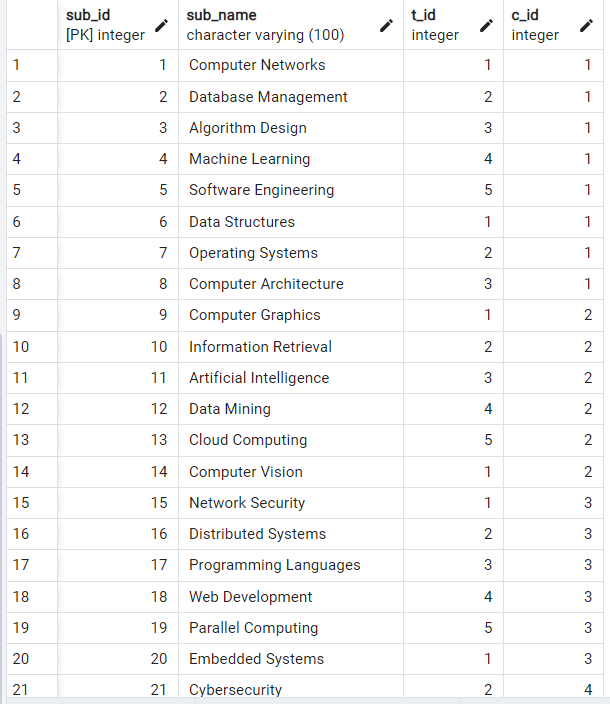 sub_id sub_name t_id c_id
[PK] integer character varying (100) integer integer
1 1 Computer Networks 1 1
2 2 Database Management 2 1
3 3 Algorithm Design 3 1
4 4 Machine Learning 4 1
5 5 Software Engineering 5 1
6 6 Data Structures 1 1
7 7 Operating Systems 2 1
8 8 Computer Architecture 3 1
9 9 Computer Graphics 1 2
10 10 Information Retrieval 2 2
11 11 Artificial Intelligence 3 2
12 12 Data Mining 4 2
13 13 Cloud Computing 5 2
14 14 Computer Vision 1 2
15 15 Network Security 1 3
16 16 Distributed Systems 2 3
17 17 Programming Languages 3 3
18 18 Web Development 4 3
19 19 Parallel Computing 5 3
20 20 Embedded Systems 1 3
21 21 Cybersecurity 2 4